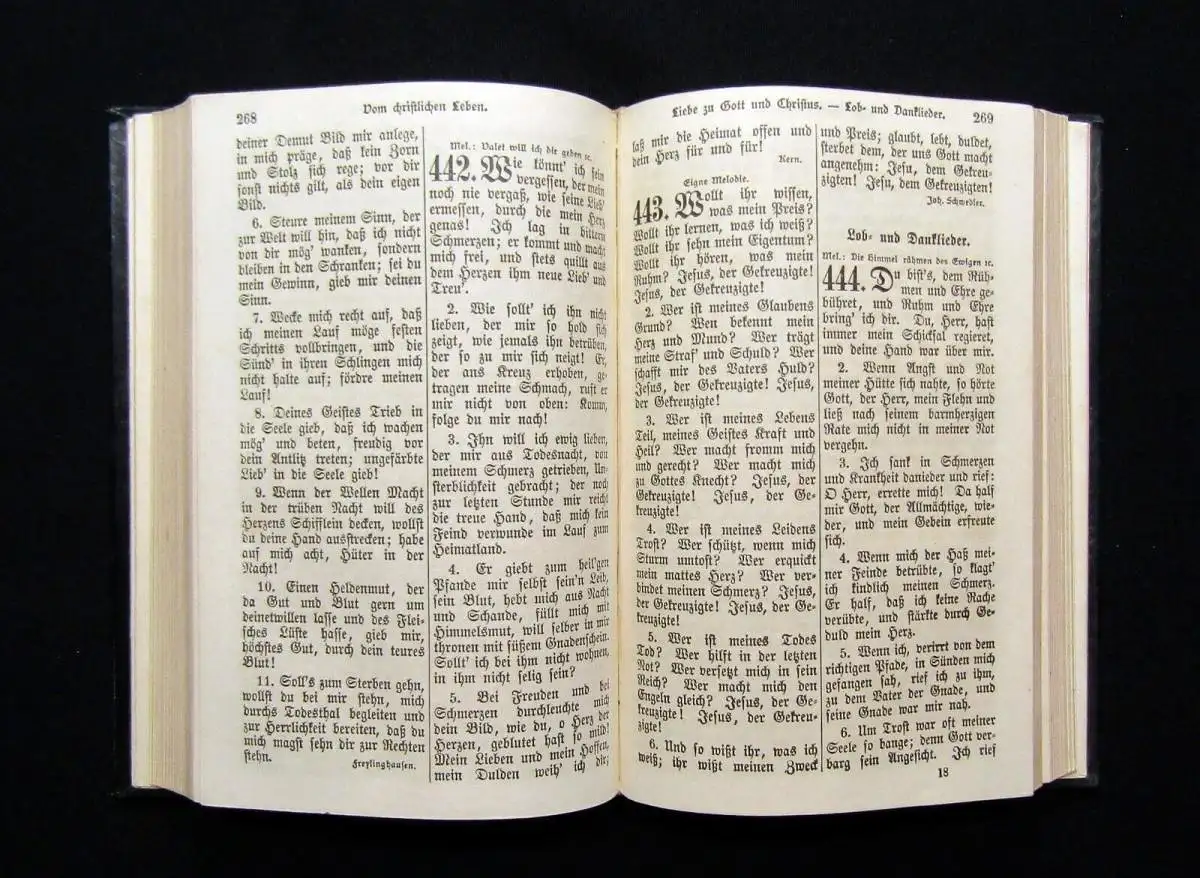 268
Vom christlichen Leben.
deiner Demut Bild mir anlege,
in mich präge, daß kein Zorn
und Stolz sich rege; vor dir
sonst nichts gilt, als dein eigen
Bild.
6. Steure meinem Sinn, der
zur Welt will hin, daß ich nicht
von dir mög' wanken, sondern
bleiben in den Schranken; sei du
mein Gewinn, gieb mir deinen
Sinn.
7. Wecke mich recht auf, daß
ich meinen Lauf möge festen
Schritts vollbringen, und die
Sünd' in ihren Schlingen mich
nicht halte auf; fördre meinen
Lauf!
8. Deines Geistes Trieb in
die Seele gieb, daß ich wachen
mög' und beten, freudig vor
dein Antlitz treten; ungefärbte
Lieb' in die Seele gieb!
9. Wenn der Wellen Macht
in der trüben Nacht will des
Herzens Schifflein decken, wollst
du deine Hand ausstrecken; habe
auf mich acht, Hüter in der
Nacht!
10. Einen Heldenmut, der
da Gut und Blut gern um
deinetwillen lasse und des Flei-
sches Lüste hasse, gieb mir,
höchstes Gut, durch dein teures
Blut!
11. Soll's zum Sterben gehn,
wollst du bei mir stehn, mich
durchs Todesthal begleiten und
zur Herrlichkeit bereiten, daß du
mich magst sehn dir zur Rechten
stehn.
Freylinghausen.
Mel.: Valet will ich dir geben ꝛc.
442. Wie könnt' ich sein
vergessen, der mein
noch nie vergaß, wie seine Lieb'
ermessen, durch die mein Herz
genas! Ich lag in bittern
Schmerzen; er kommt und macht
mich frei, und stets quillt aus
dem Herzen ihm neue Lieb' und
Treu'.
2. Wie sollt' ich ihn nicht
lieben, der mir so hold sich
zeigt, wie jemals ihn betrüben,
der so zu mir sich neigt! Er,
der ans Kreuz erhoben, ge-
tragen meine Schmach, ruft er
mir nicht von oben: Komm,
folge du mir nach!
3. Ihn will ich ewig lieben,
der mir aus Todesnacht, von
meinem Schmerz getrieben, Un-
sterblichkeit gebracht; der noch
zur letzten Stunde mir reicht
die treue Hand, daß mich kein
Feind verwunde im Lauf zum
Heimatland.
4. Er giebt zum heil'gen
Pfande mir selbst sein'n Leib,
sein Blut, hebt mich aus Nacht
und Schande, füllt mich mit
Himmelsmut, will selber in mir
thronen mit süßem Gnadenschein.
Sollt' ich bei ihm nicht wohnen,
in ihm nicht selig sein?
5. Bei Freuden und bei
Schmerzen durchleuchte mich
dein Bild, wie du, o Herz der
Herzen, geblutet hast so mild!
Mein Lieben und mein Hoffen,
mein Dulden weih' ich dir;
Liebe zu Gott und Christus. — Lob- und Danklieder.
269
laß mir die Heimat offen und
dein Herz für und für!
Kern.
Eigne Melodie.
443. Wollt ihr wissen,
was mein Preis?
Wollt ihr lernen, was ich weiß?
Wollt ihr sehn mein Eigentum?
Wollt ihr hören, was mein
Ruhm? Jesus, der Gekreuzigte!
Jesus, der Gekreuzigte!
2. Wer ist meines Glaubens
Grund? Wen bekennt mein
Herz und Mund? Wer trägt
meine Straf' und Schuld? Wer
schafft mir des Vaters Huld?
Jesus, der Gekreuzigte! Jesus,
der Gekreuzigte!
3. Wer ist meines Lebens
Teil, meines Geistes Kraft und
Heil? Wer macht fromm mich
und gerecht? Wer macht mich
zu Gottes Knecht? Jesus, der
Gekreuzigte! Jesus, der Ge-
kreuzigte!
4. Wer ist meines Leidens
Trost? Wer schützt, wenn mich
Sturm umtost? Wer erquickt
mein mattes Herz? Wer ver-
bindet meinen Schmerz? Jesus,
der Gekreuzigte! Jesus, der Ge-
kreuzigte!
5. Wer ist meines Todes
Tod? Wer hilft in der letzten
Not? Wer versetzt mich in sein
Reich? Wer macht mich den
Engeln gleich? Jesus, der Ge-
kreuzigte! Jesus, der Gekreu-
zigte!
6. Und so wißt ihr, was ich
weiß; ihr wißt meinen Zweck
und Preis; glaubt, lebt, duldet,
sterbet dem, der uns Gott macht
angenehm: Jesu, dem Gekreu-
zigten! Jesu, dem Gekreuzigten!
Joh. Schwedler.
Lob- und Danklieder.
Mel.: Die Himmel rühmen des Ewigen ꝛc.
444. Du bist's, dem Rüh-
men und Ehre ge-
bühret, und Ruhm und Ehre
bring' ich dir. Du, Herr, hast
immer mein Schicksal regieret,
und deine Hand war über mir.
2. Wenn Angst und Not
meiner Hütte sich nahte, so hörte
Gott, der Herr, mein Flehn und
ließ nach seinem barmherzigen
Rate mich nicht in meiner Not
vergehn.
3. Ich sank in Schmerzen
und Krankheit danieder und rief:
O Herr, errette mich! Da half
mir Gott, der Allmächtige, wie-
der, und mein Gebein erfreute
sich.
4. Wenn mich der Haß mei-
ner Feinde betrübte, so klagt'
ich kindlich meinen Schmerz.
Er half, daß ich keine Rache
verübte, und stärkte durch Ge-
duld mein Herz.
5. Wenn ich, verirrt von dem
richtigen Pfade, in Sünden mich
gefangen sah, rief ich zu ihm,
zu dem Vater der Gnade, und
seine Gnade war mir nah.
6. Um Trost war oft meiner
Seele so bange; denn Gott ver-
barg sein Angesicht. Ich rief
18